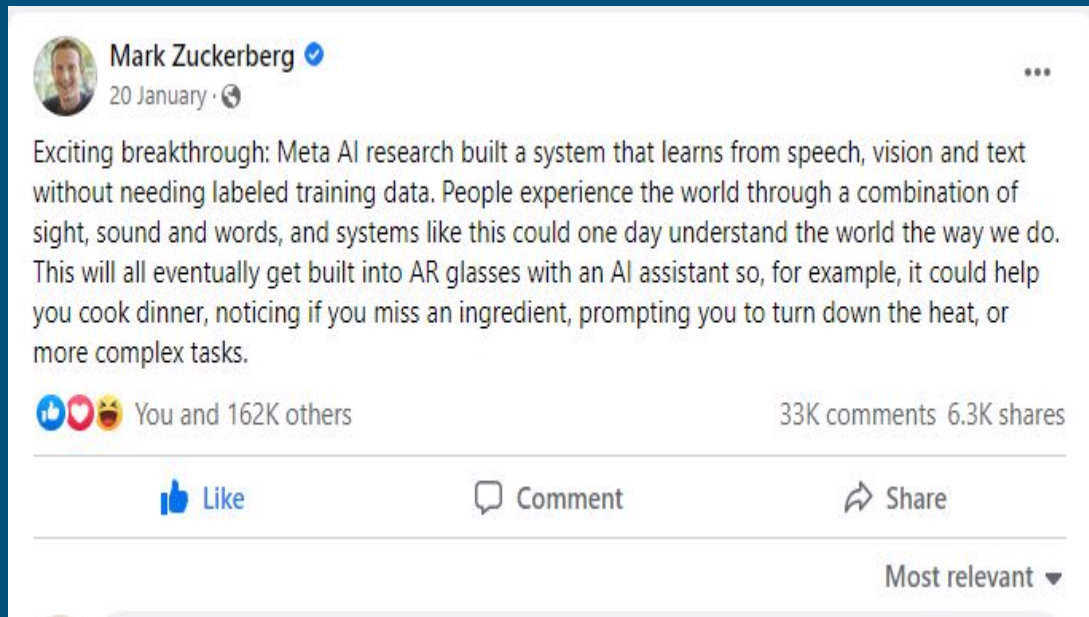 Mark Zuckerberg
20 January ·
Exciting breakthrough: Meta AI research built a system that learns from speech, vision and text
without needing labeled training data. People experience the world through a combination of
sight, sound and words, and systems like this could one day understand the world the way we do.
This will all eventually get built into AR glasses with an AI assistant so, for example, it could help
you cook dinner, noticing if you miss an ingredient, prompting you to turn down the heat, or
more complex tasks.
You and 162K others 33K comments 6.3K shares
Like Comment Share
Most relevant